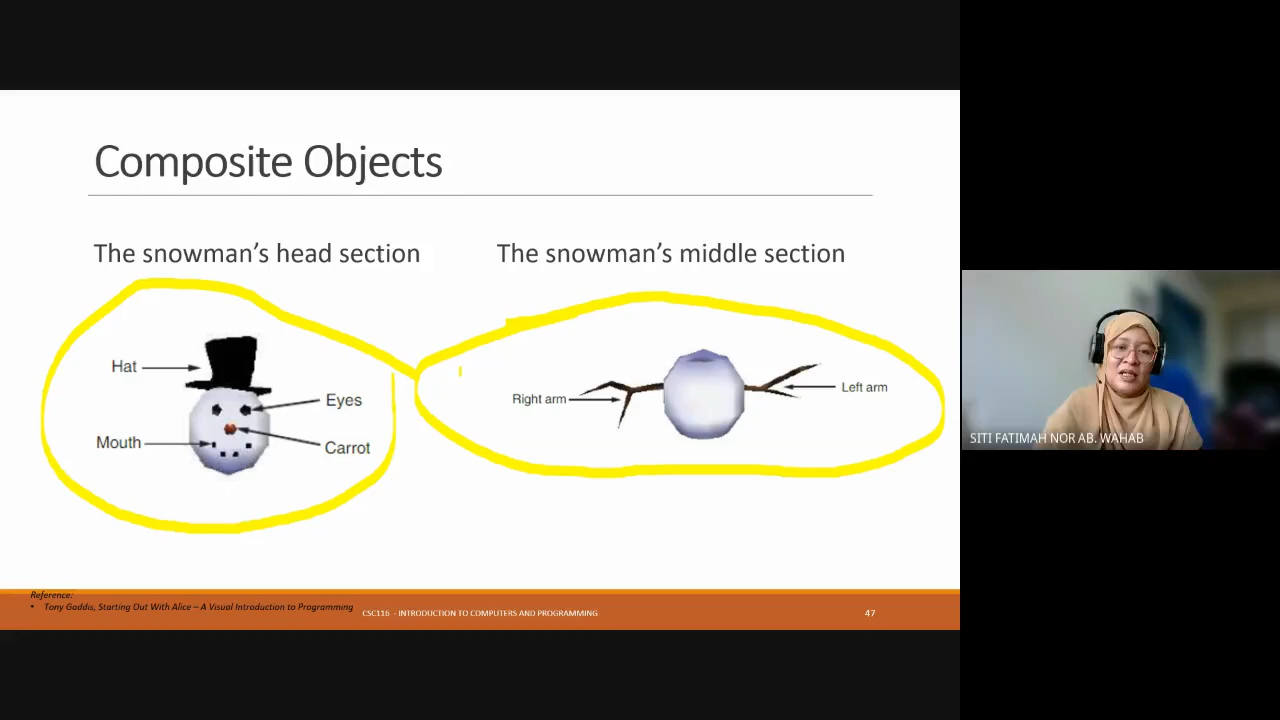 Composite Objects
The snowman's head section
The snowman's middle section
Hat
Eyes
Mouth
Carrot
Right arm
Left arm
SITI FATIMAH NOR AB. WAHAB
Reference:
• Tony Gaddis, Starting Out With Alice – A Visual Introduction to Programming
CSC116 - INTRODUCTION TO COMPUTERS AND PROGRAMMING
47